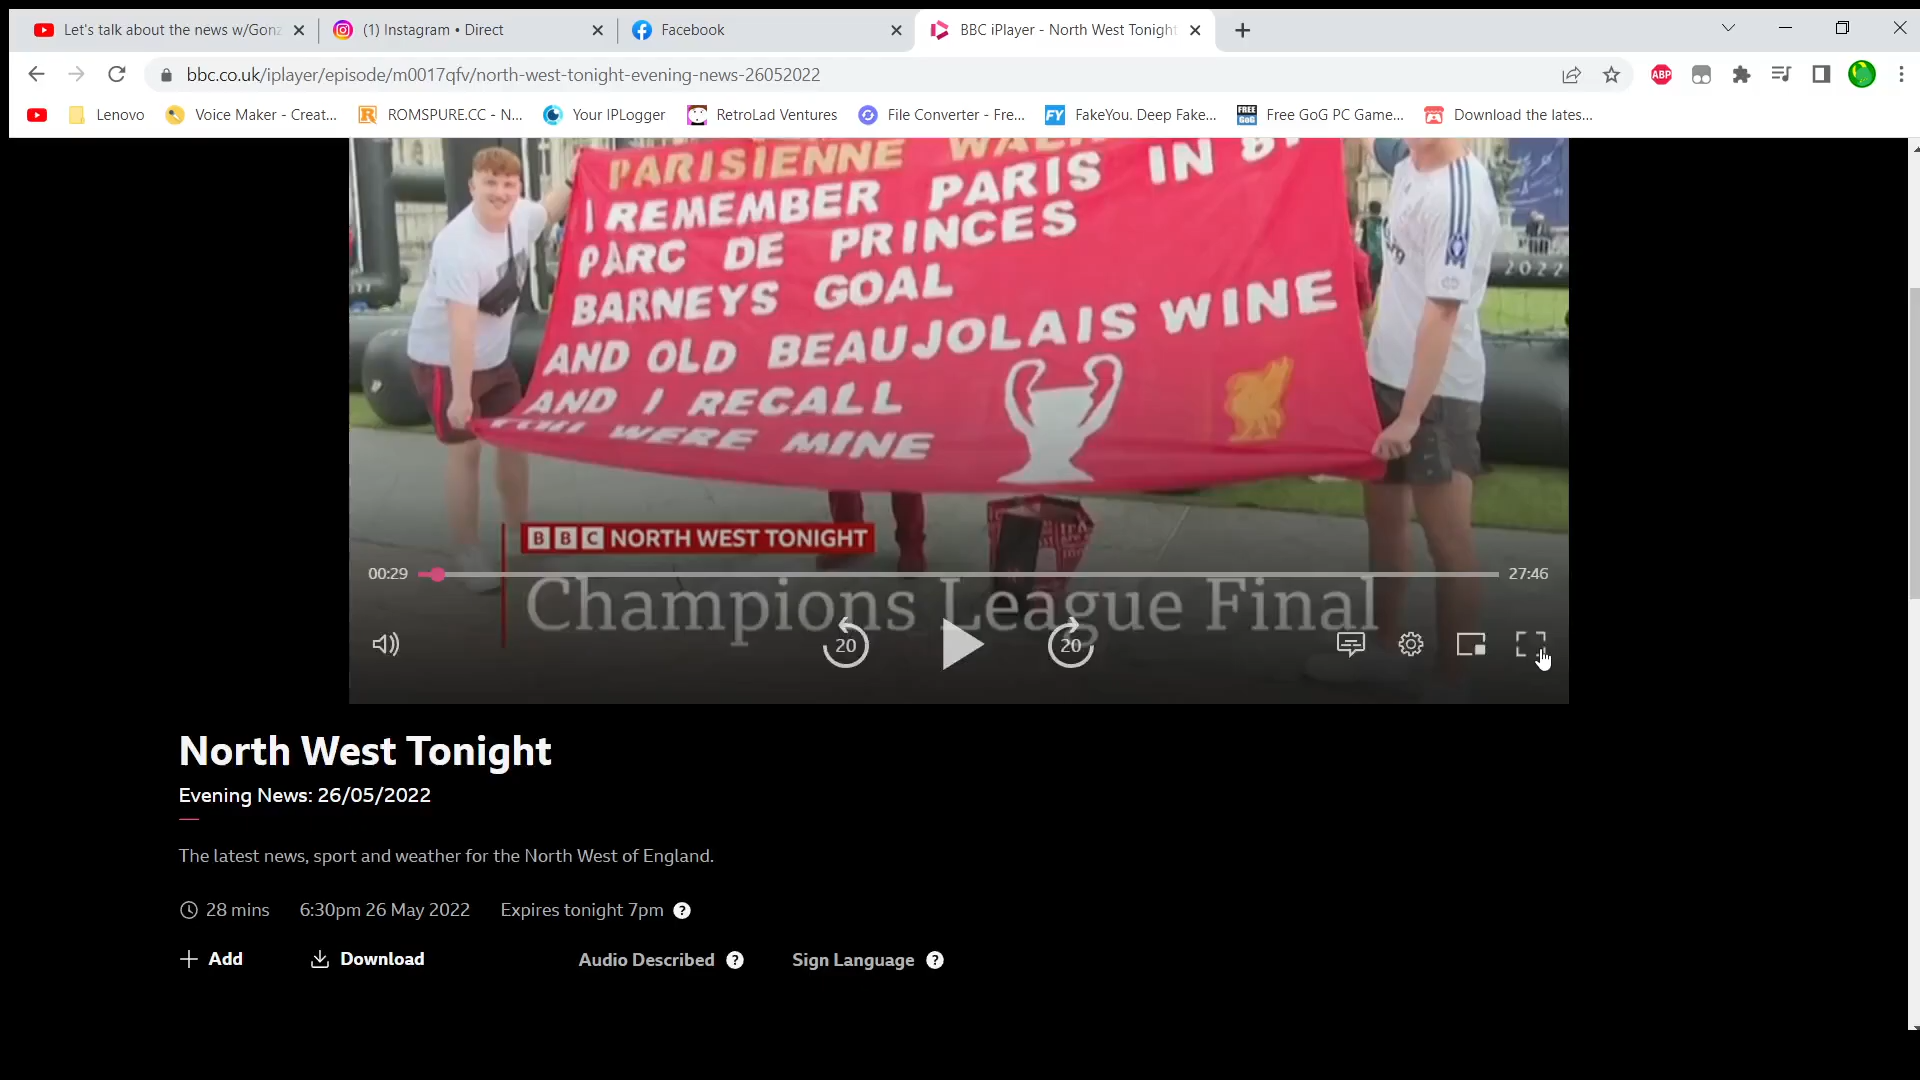 Let's talk about the news w/Gonz
(1) Instagram • Direct
Facebook
BBC iPlayer - North West Tonight
bbc.co.uk/iplayer/episode/m0017qfv/north-west-tonight-evening-news-26052022
ABP
Lenovo
Voice Maker - Creat...
ROMSPURE.CC - N...
Your IPLogger
RetroLad Ventures
File Converter - Fre...
FY
FakeYou. Deep Fake...
FREE GoG
Free GoG PC Game...
Download the lates...
PARISIENNE
I REMEMBER PARIS IN
PARC DE PRINCES
BARNEYS GOAL
AND OLD BEAUJOLAIS WINE
AND I RECALL
YOU WERE MINE
2022
BBC NORTH WEST TONIGHT
00:29
27:46
Champions League Final
20
20
North West Tonight
Evening News: 26/05/2022
The latest news, sport and weather for the North West of England.
28 mins
6:30pm 26 May 2022
Expires tonight 7pm ?
+ Add
Download
Audio Described ?
Sign Language ?